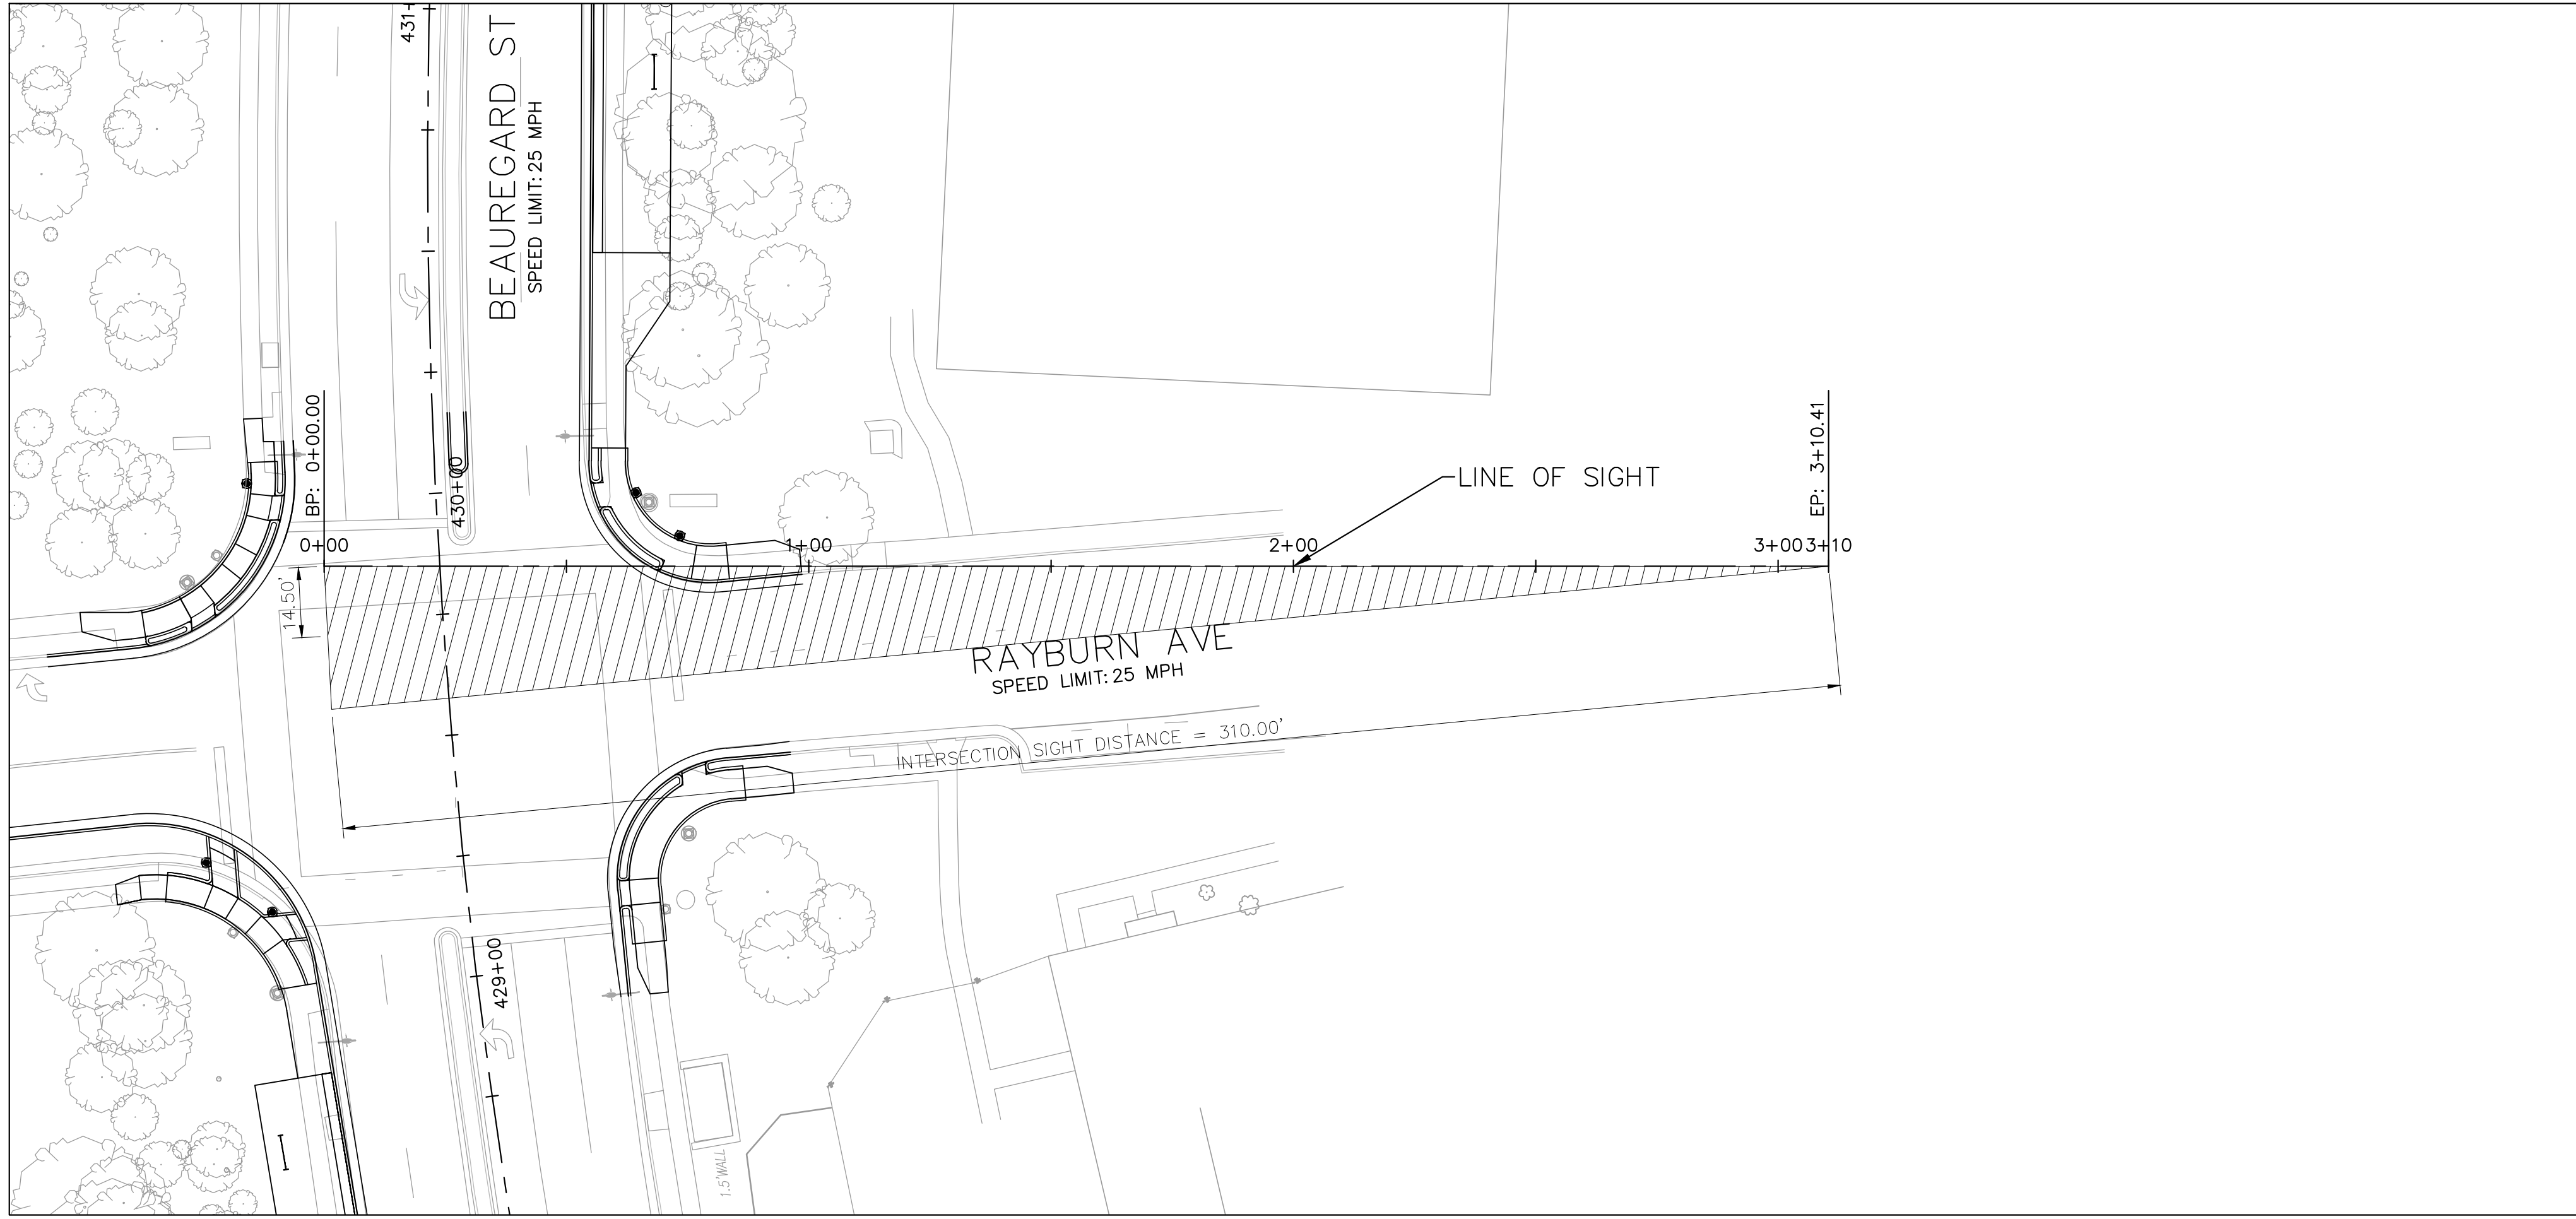 431+
BEAUREGARD ST
SPEED LIMIT: 25 MPH
BP: 0+00.00
430+00
0+00
1+00
2+00
3+00
3+10
EP: 3+10.41
LINE OF SIGHT
14.50'
RAYBURN AVE
SPEED LIMIT: 25 MPH
INTERSECTION SIGHT DISTANCE = 310.00'
429+00
1.5'WALL